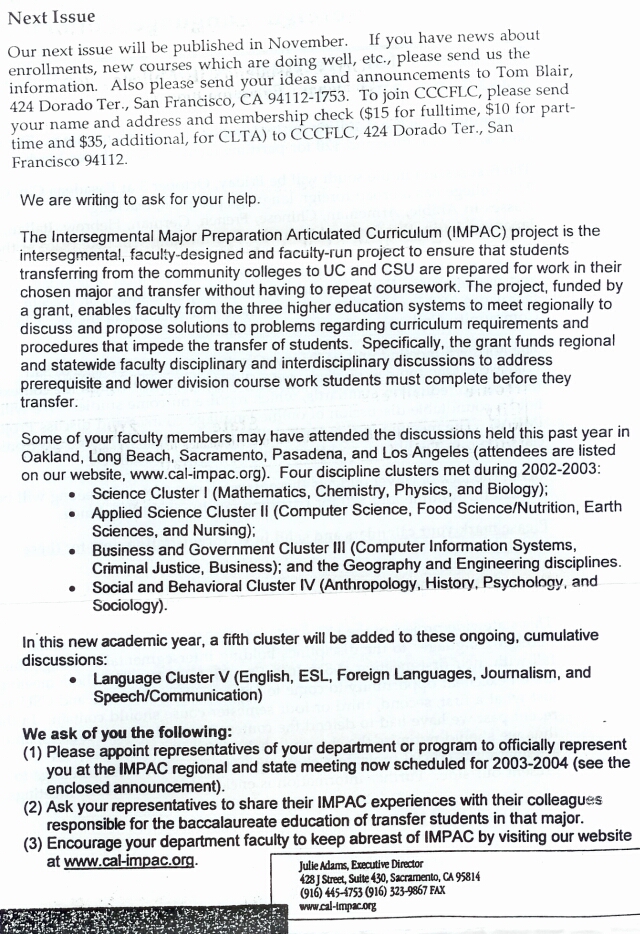 Next Issue
Our next issue will be published in November. If you have news about
enrollments, new courses which are doing well, etc., please send us the
information. Also please send your ideas and announcements to Tom Blair,
424 Dorado Ter., San Francisco, CA 94112-1753. To join CCCFLC, please send
your name and address and membership check ($15 for fulltime, $10 for part-
time and $35, additional, for CLTA) to CCCFLC, 424 Dorado Ter., San
Francisco 94112.
We are writing to ask for your help.
The Intersegmental Major Preparation Articulated Curriculum (IMPAC) project is the
intersegmental, faculty-designed and faculty-run project to ensure that students
transferring from the community colleges to UC and CSU are prepared for work in their
chosen major and transfer without having to repeat coursework. The project, funded by
a grant, enables faculty from the three higher education systems to meet regionally to
discuss and propose solutions to problems regarding curriculum requirements and
procedures that impede the transfer of students. Specifically, the grant funds regional
and statewide faculty disciplinary and interdisciplinary discussions to address
prerequisite and lower division course work students must complete before they
transfer.
Some of your faculty members may have attended the discussions held this past year in
Oakland, Long Beach, Sacramento, Pasadena, and Los Angeles (attendees are listed
on our website, www.cal-impac.org). Four discipline clusters met during 2002-2003:
• Science Cluster I (Mathematics, Chemistry, Physics, and Biology);
• Applied Science Cluster II (Computer Science, Food Science/Nutrition, Earth
Sciences, and Nursing);
• Business and Government Cluster III (Computer Information Systems,
Criminal Justice, Business); and the Geography and Engineering disciplines.
• Social and Behavioral Cluster IV (Anthropology, History, Psychology, and
Sociology).
In this new academic year, a fifth cluster will be added to these ongoing, cumulative
discussions:
• Language Cluster V (English, ESL, Foreign Languages, Journalism, and
Speech/Communication)
We ask of you the following:
(1) Please appoint representatives of your department or program to officially represent
you at the IMPAC regional and state meeting now scheduled for 2003-2004 (see the
enclosed announcement).
(2) Ask your representatives to share their IMPAC experiences with their colleagues
responsible for the baccalaureate education of transfer students in that major.
(3) Encourage your department faculty to keep abreast of IMPAC by visiting our website
at www.cal-impac.org.
Julie Adams, Executive Director
428 J Street, Suite 430, Sacramento, CA 95814
(916) 445-4753 (916) 323-9867 FAX
www.cal-impac.org